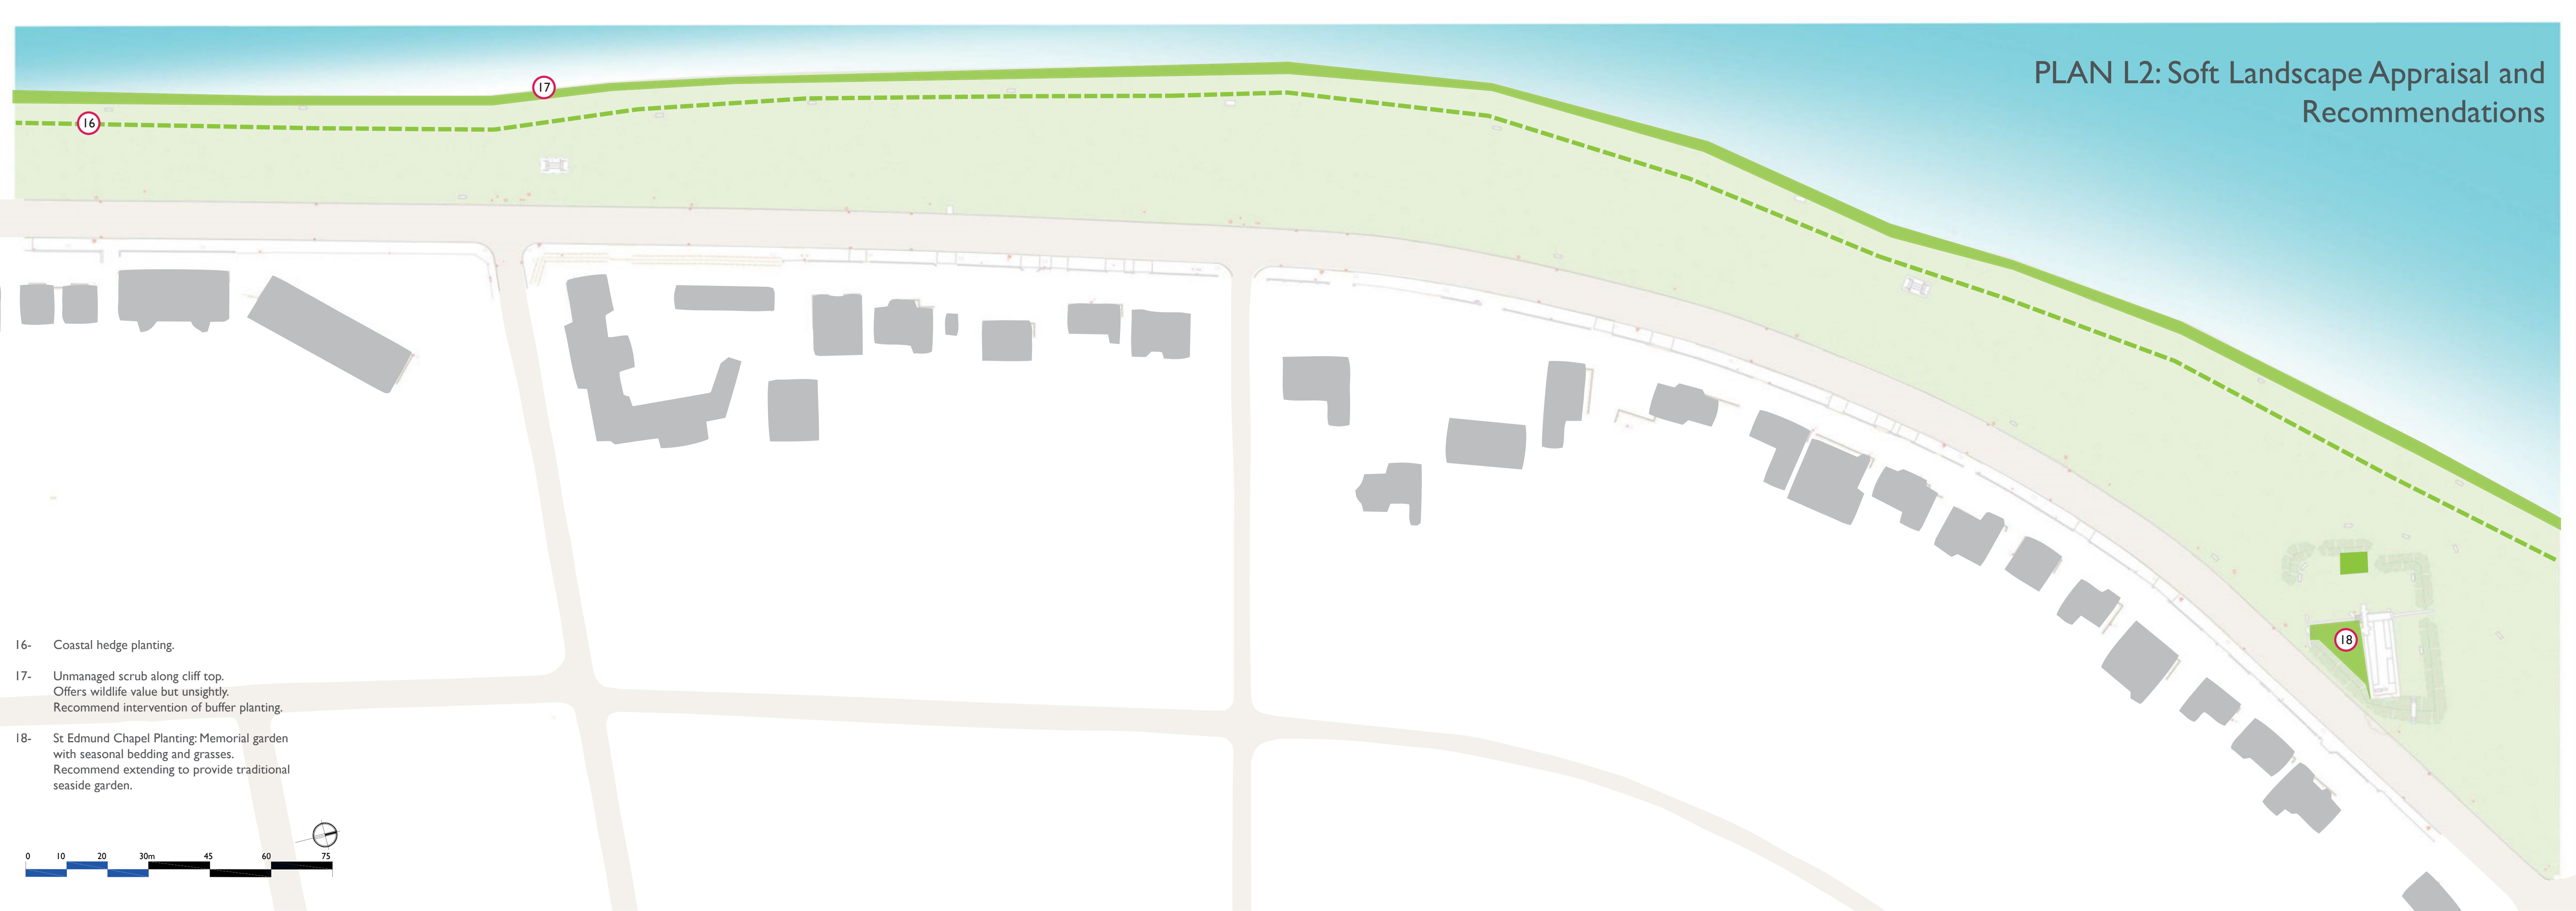 PLAN L2: Soft Landscape Appraisal and
Recommendations
17
16
18
16- Coastal hedge planting.
17- Unmanaged scrub along cliff top.
Offers wildlife value but unsightly.
Recommend intervention of buffer planting.
18- St Edmund Chapel Planting: Memorial garden
with seasonal bedding and grasses.
Recommend extending to provide traditional
seaside garden.
0 10 20 30m 45 60 75